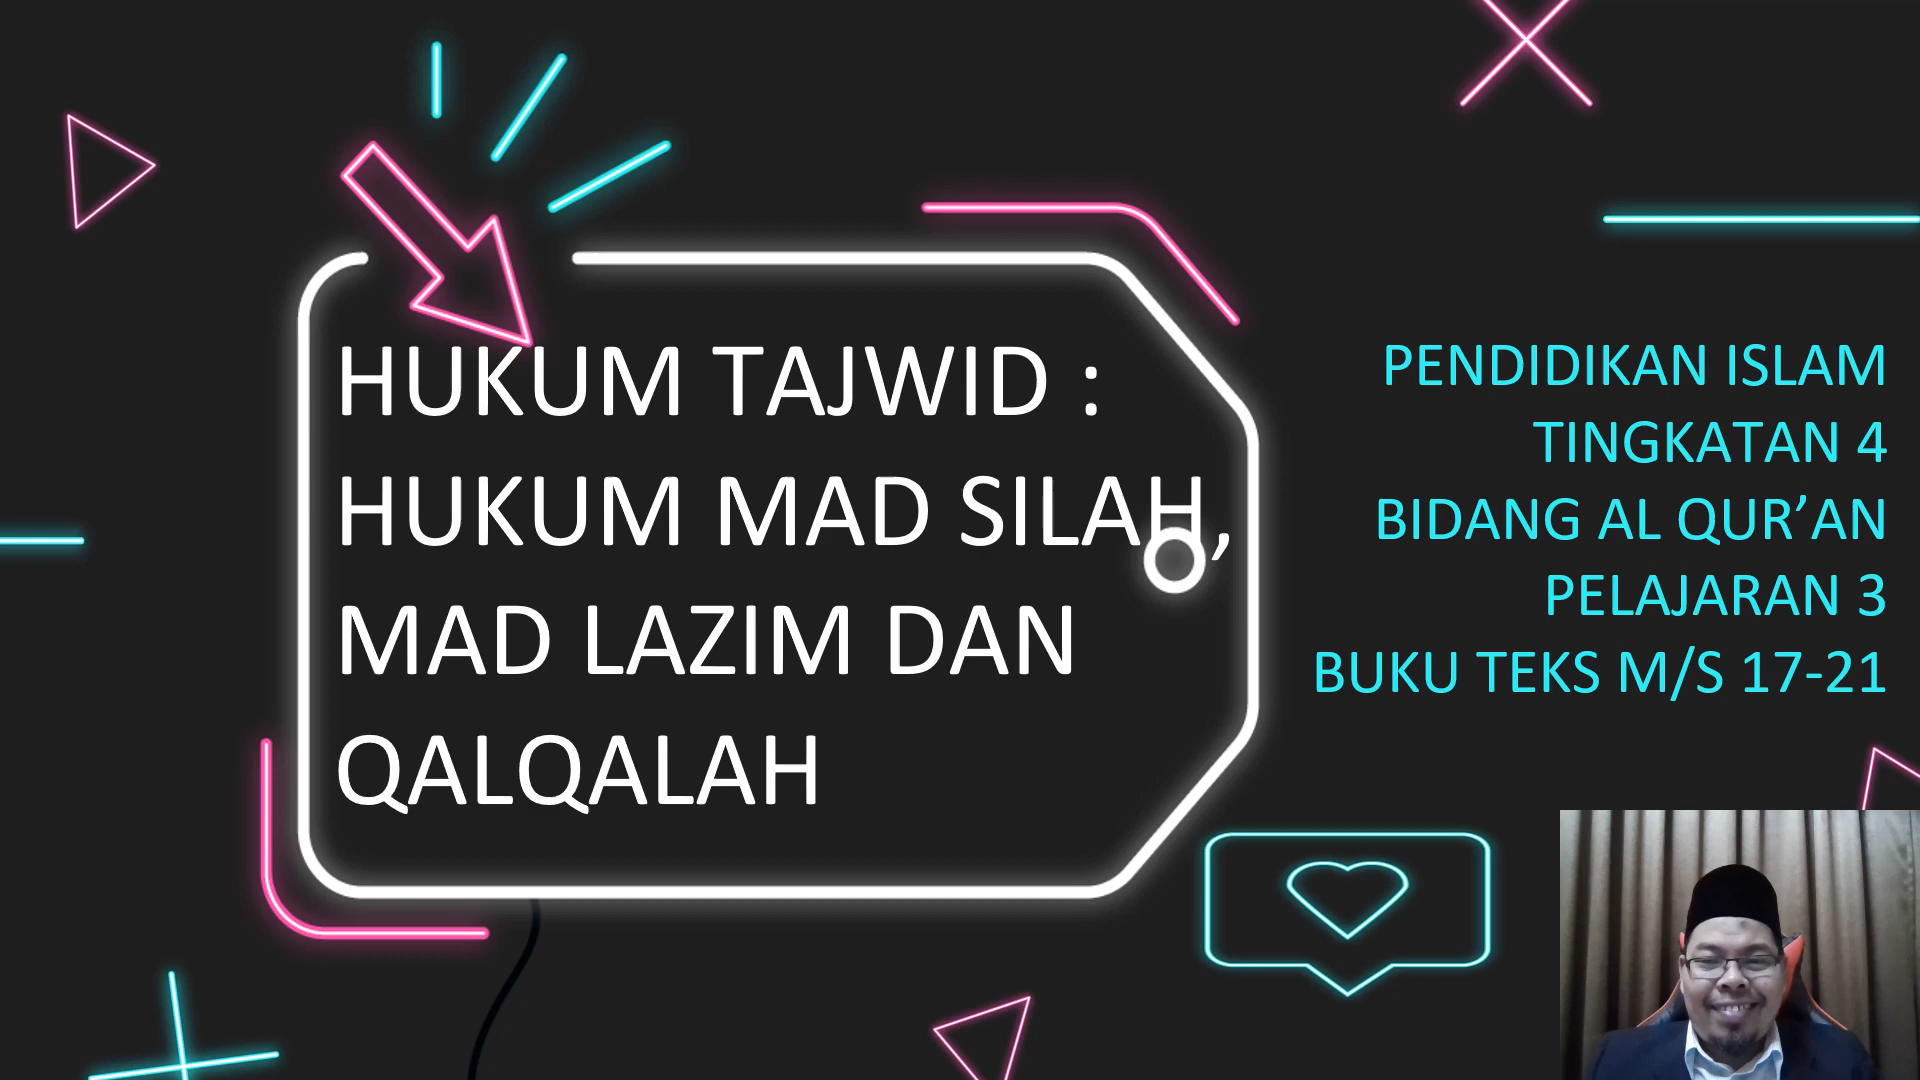 HUKUM TAJWID :
HUKUM MAD SILAH,
MAD LAZIM DAN
QALQALAH
PENDIDIKAN ISLAM
TINGKATAN 4
BIDANG AL QUR’AN
PELAJARAN 3
BUKU TEKS M/S 17-21